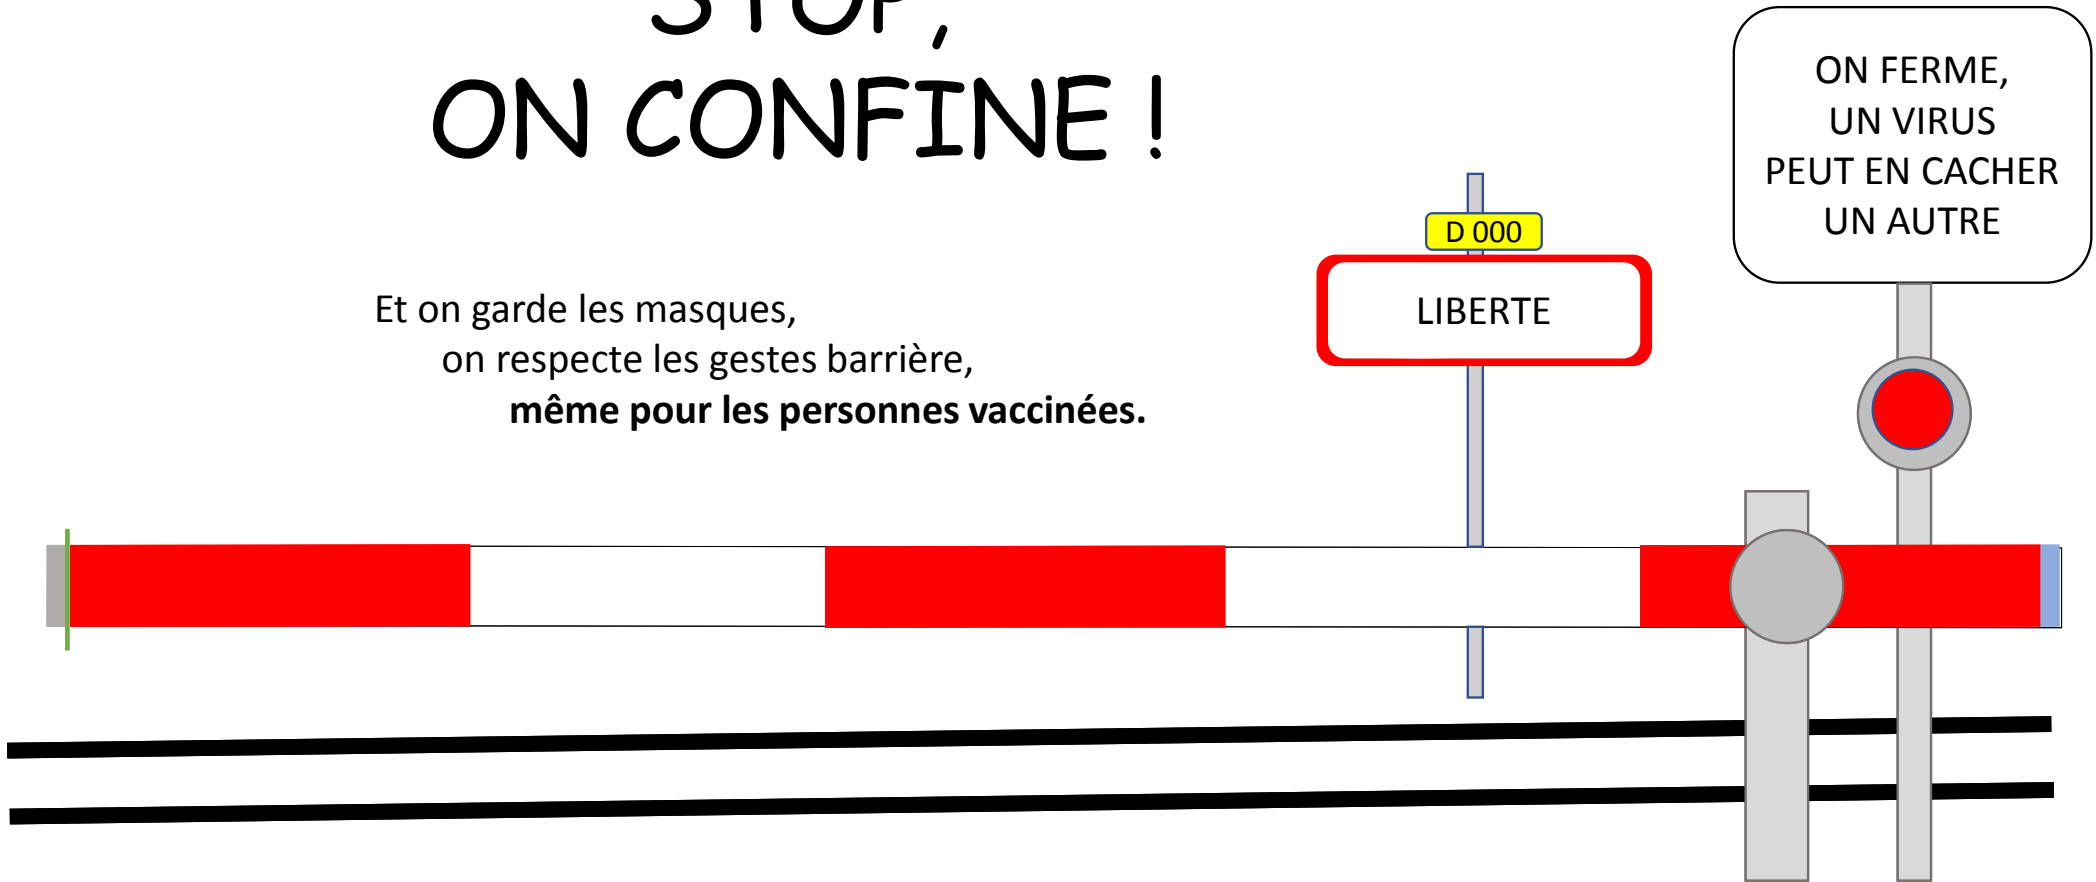 STOP,
ON CONFINE !
ON FERME,
UN VIRUS
PEUT EN CACHER
UN AUTRE
D 000
LIBERTE
Et on garde les masques,
on respecte les gestes barrière,
même pour les personnes vaccinées.